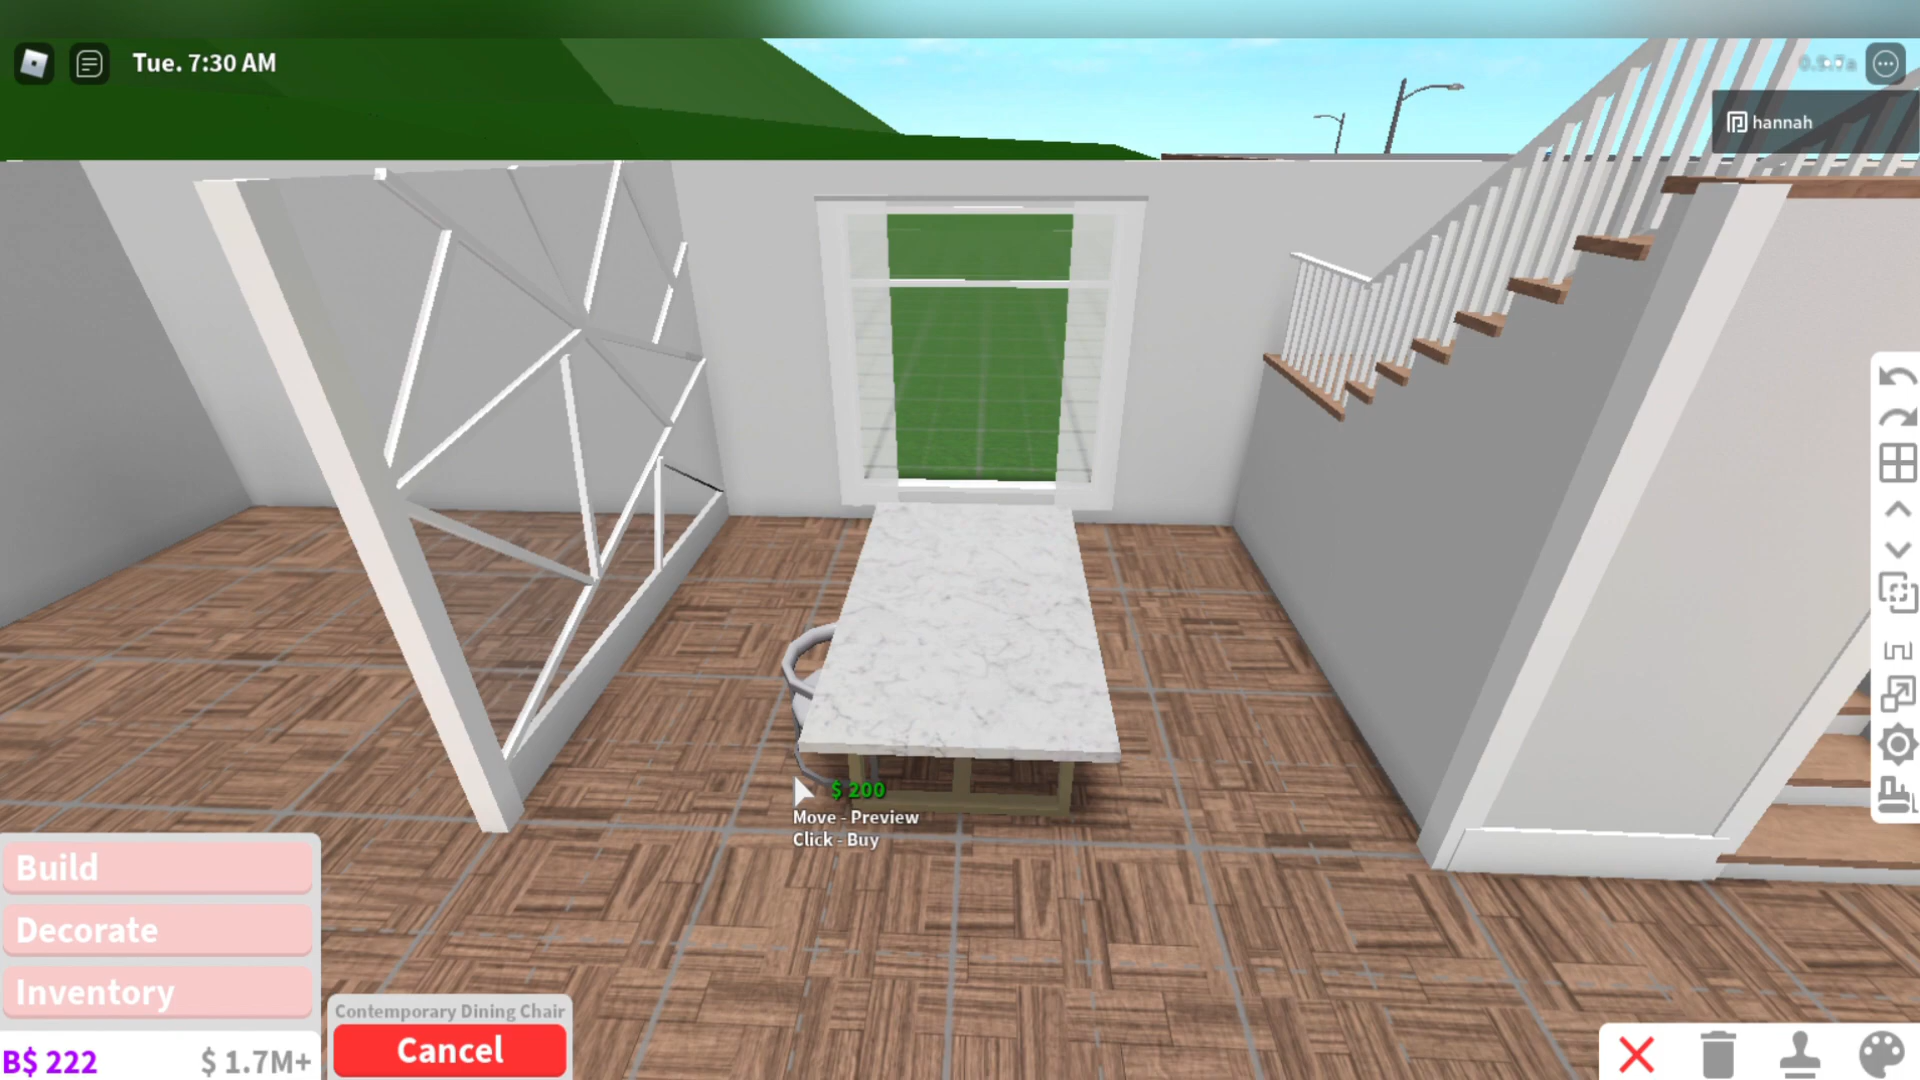 Tue. 7:30 AM
hannah
$ 200
Move - Preview
Click - Buy
Build
Decorate
Inventory
Contemporary Dining Chair
Cancel
B$ 222
$ 1.7M+